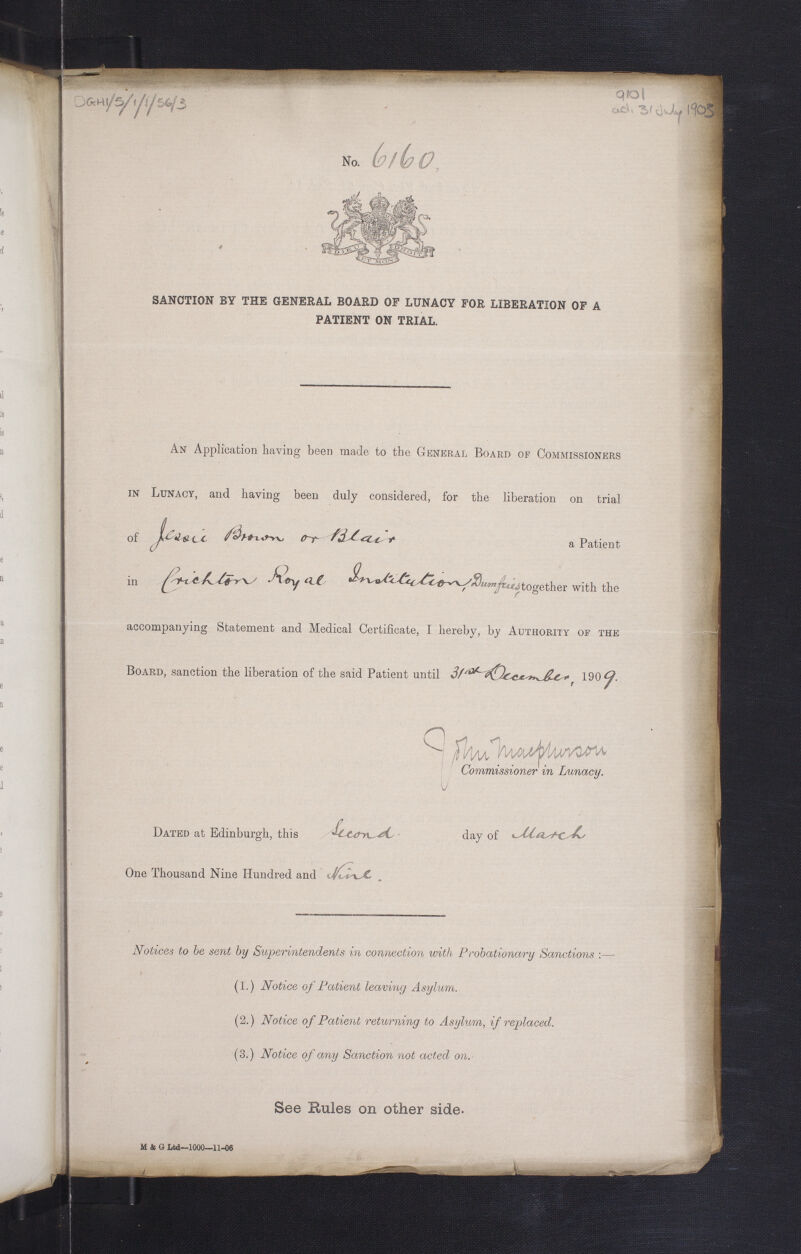 DGH1/5/1/1/56/3
9101
ad. 31 July 1903
No. 6160.
DIEU ET MON DROIT
SANCTION BY THE GENERAL BOARD OF LUNACY FOR LIBERATION OF A
PATIENT ON TRIAL.
AN Application having been made to the GENERAL BOARD OF COMMISSIONERS
IN LUNACY, and having been duly considered, for the liberation on trial
of Jessie Brown or Blair a Patient
in Crichton Royal Institution, Dumfries, together with the
accompanying Statement and Medical Certificate, I hereby, by AUTHORITY OF THE
BOARD, sanction the liberation of the said Patient until 31st December, 1909.
John Macpherson
Commissioner in Lunacy.
DATED at Edinburgh, this Second day of March
One Thousand Nine Hundred and Nine.
Notices to be sent by Superintendents in connection with Probationary Sanctions :—
(1.) Notice of Patient leaving Asylum.
(2.) Notice of Patient returning to Asylum, if replaced.
(3.) Notice of any Sanction not acted on.
See Rules on other side.
M & G Ltd—1000—11-06